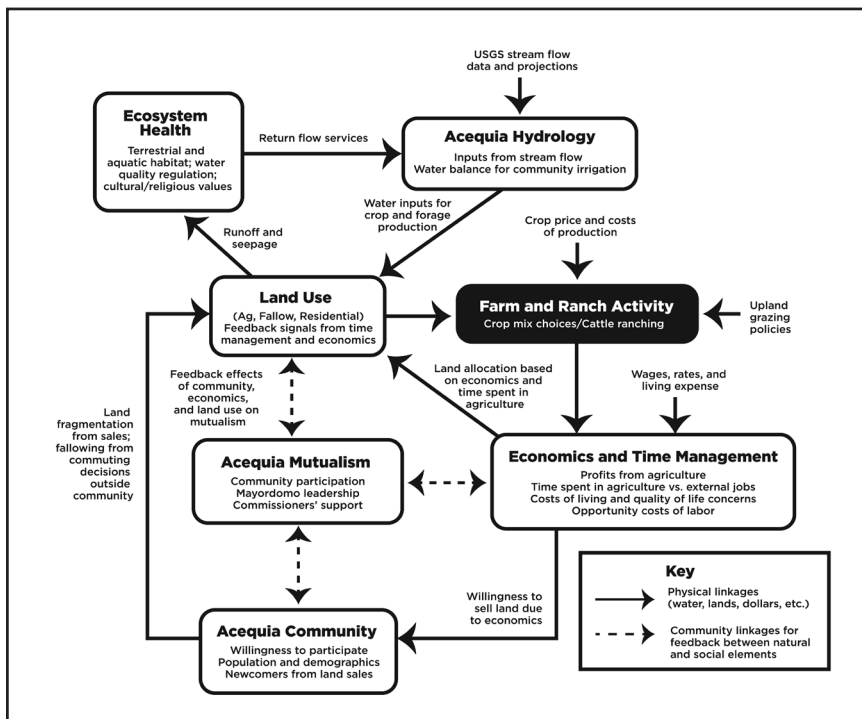 USGS stream flow
data and projections
Ecosystem
Health
Terrestrial and
aquatic habitat; water
quality regulation;
cultural/religious values
Return flow services
Acequia Hydrology
Inputs from stream flow
Water balance for community irrigation
Water inputs for
crop and forage
production
Crop price and costs
of production
Runoff and
seepage
Land Use
(Ag, Fallow, Residential)
Feedback signals from time
management and economics
Farm and Ranch Activity
Crop mix choices/Cattle ranching
Upland
grazing
policies
Feedback effects
of community,
economics,
and land use on
mutualism
Land allocation based
on economics and
time spent in
agriculture
Wages, rates, and
living expense
Land
fragmentation
from sales;
fallowing from
commuting
decisions
outside
community
Acequia Mutualism
Community participation
Mayordomo leadership
Commissioners' support
Economics and Time Management
Profits from agriculture
Time spent in agriculture vs. external jobs
Costs of living and quality of life concerns
Opportunity costs of labor
Willingness to
sell land due
to economics
Acequia Community
Willingness to participate
Population and demographics
Newcomers from land sales
Key
Physical linkages
(water, lands, dollars, etc.)
Community linkages for
feedback between natural
and social elements